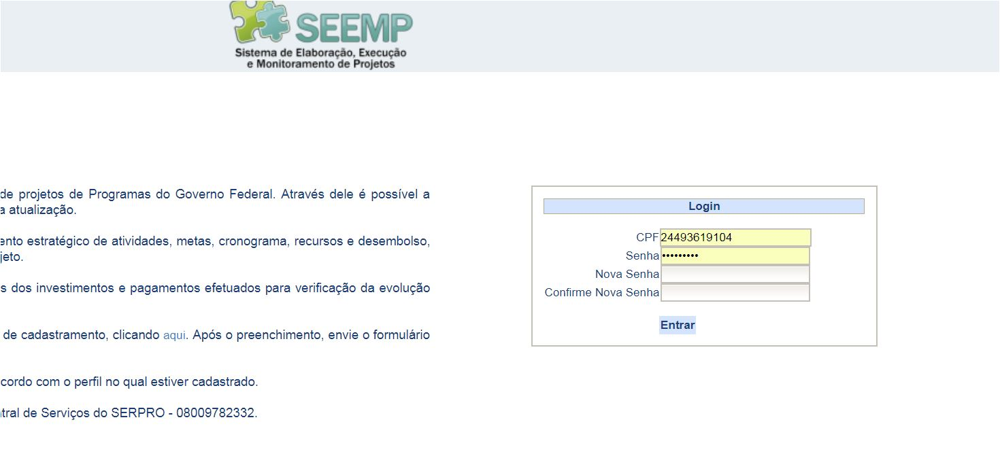 SEEMP
Sistema de Elaboração, Execução
e Monitoramento de Projetos
de projetos de Programas do Governo Federal. Através dele é possível a
a atualização.
ento estratégico de atividades, metas, cronograma, recursos e desembolso,
jeto.
s dos investimentos e pagamentos efetuados para verificação da evolução
de cadastramento, clicando aqui. Após o preenchimento, envie o formulário
cordo com o perfil no qual estiver cadastrado.
tral de Serviços do SERPRO - 08009782332.
Login
CPF 24493619104
Senha •••••••••
Nova Senha
Confirme Nova Senha
Entrar